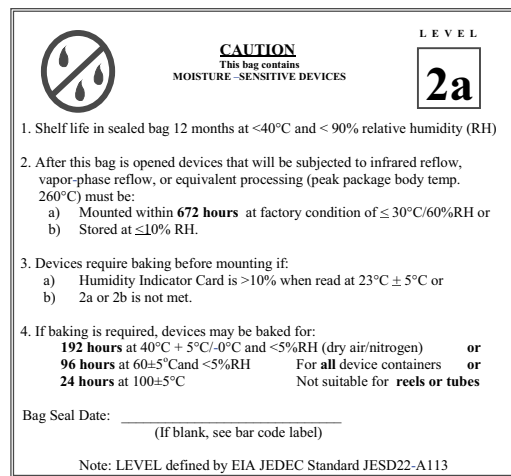 L E V E L
CAUTION
This bag contains
MOISTURE –SENSITIVE DEVICES
2a
1. Shelf life in sealed bag 12 months at <40°C and < 90% relative humidity (RH)
2. After this bag is opened devices that will be subjected to infrared reflow,
vapor-phase reflow, or equivalent processing (peak package body temp.
260°C) must be:
a) Mounted within 672 hours at factory condition of ≤ 30°C/60%RH or
b) Stored at ≤10% RH.
3. Devices require baking before mounting if:
a) Humidity Indicator Card is >10% when read at 23°C ± 5°C or
b) 2a or 2b is not met.
4. If baking is required, devices may be baked for:
192 hours at 40°C + 5°C/-0°C and <5%RH (dry air/nitrogen) or
96 hours at 60±5°Cand <5%RH For all device containers or
24 hours at 100±5°C Not suitable for reels or tubes
Bag Seal Date: ______________________________
(If blank, see bar code label)
Note: LEVEL defined by EIA JEDEC Standard JESD22-A113